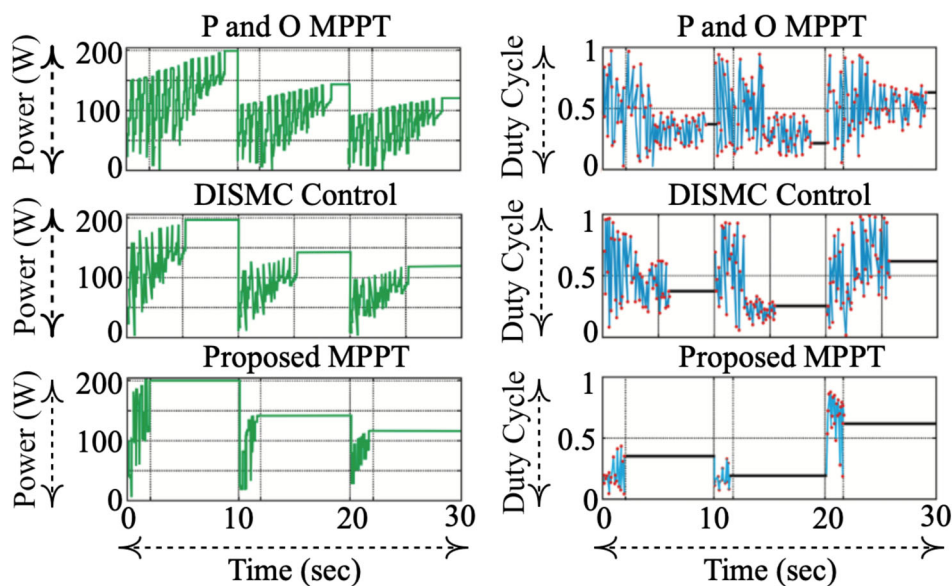 P and O MPPT
Power (W)
200
100
0
P and O MPPT
Duty Cycle
1
0.5
0
DISMC Control
Power (W)
200
100
0
DISMC Control
Duty Cycle
1
0.5
0
Proposed MPPT
Power (W)
200
100
0
0 10 20 30
Time (sec)
Proposed MPPT
Duty Cycle
1
0.5
0
0 10 20 30
Time (sec)